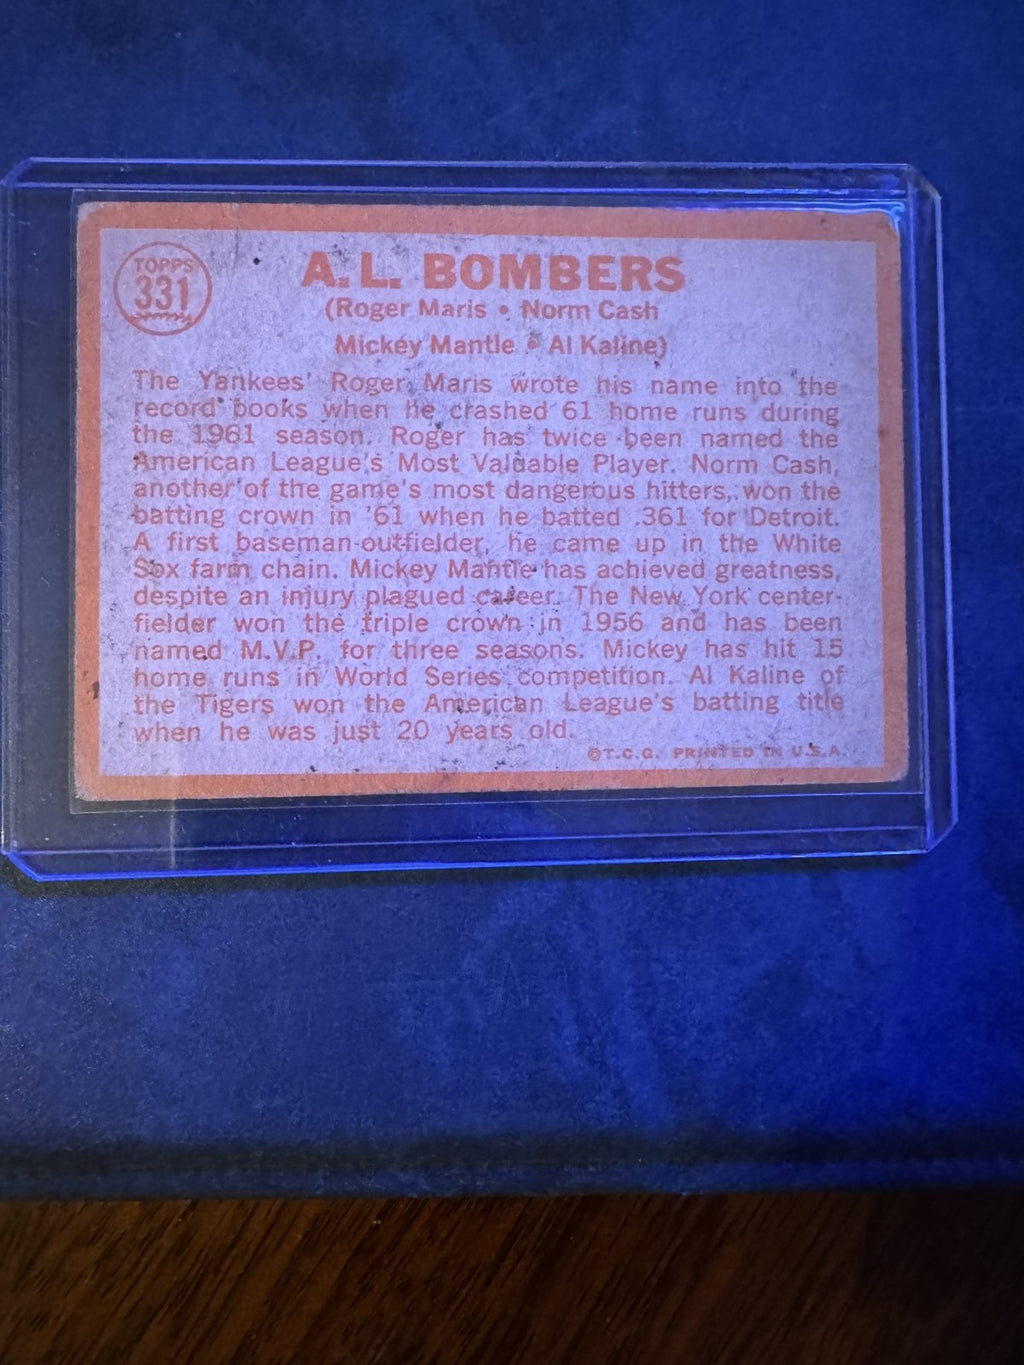 TOPPS
331
A. L. BOMBERS
(Roger Maris • Norm Cash
Mickey Mantle • Al Kaline)
The Yankees' Roger Maris wrote his name into the
record books when he crashed 61 home runs during
the 1961 season. Roger has twice been named the
American League's Most Valuable Player. Norm Cash,
another of the game's most dangerous hitters, won the
batting crown in '61 when he batted .361 for Detroit.
A first baseman-outfielder, he came up in the White
Sox farm chain. Mickey Mantle has achieved greatness,
despite an injury plagued career. The New York center-
fielder won the triple crown in 1956 and has been
named M.V.P. for three seasons. Mickey has hit 15
home runs in World Series competition. Al Kaline of
the Tigers won the American League's batting title
when he was just 20 years old.
©T.C.G. PRINTED IN U.S.A.